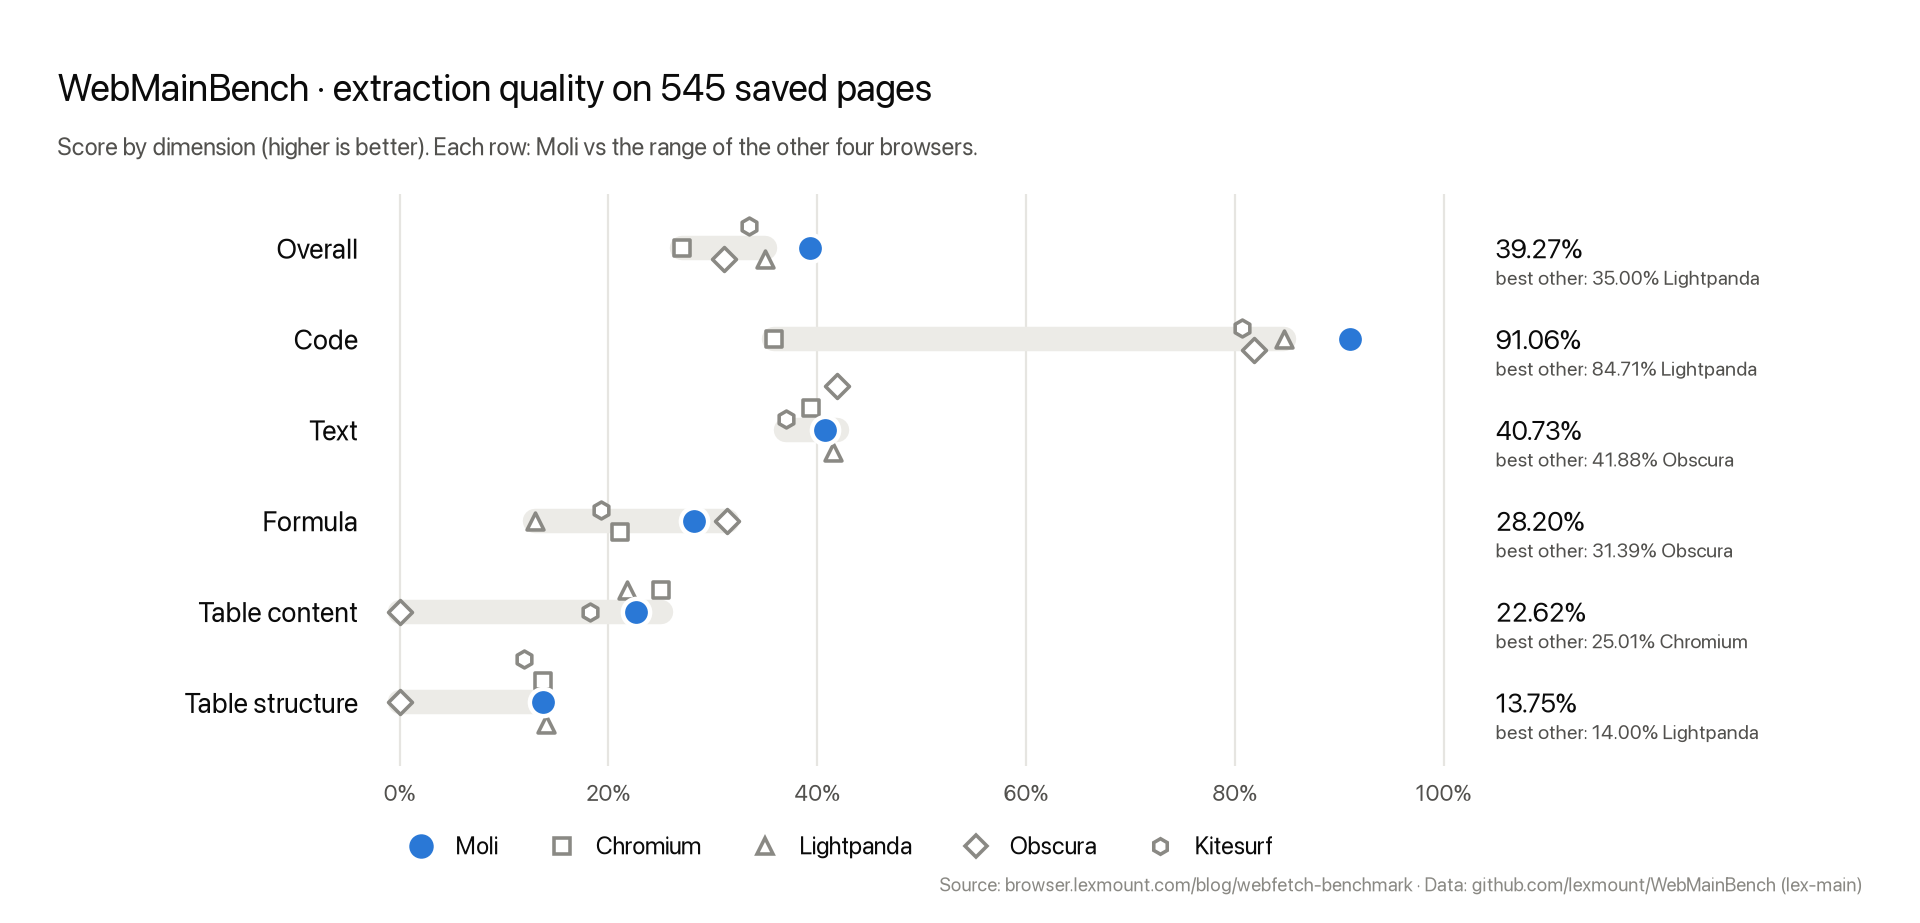 WebMainBench · extraction quality on 545 saved pages
Score by dimension (higher is better). Each row: Moli vs the range of the other four browsers.
Overall
39.27%
best other: 35.00% Lightpanda
Code
91.06%
best other: 84.71% Lightpanda
Text
40.73%
best other: 41.88% Obscura
Formula
28.20%
best other: 31.39% Obscura
Table content
22.62%
best other: 25.01% Chromium
Table structure
13.75%
best other: 14.00% Lightpanda
0% 20% 40% 60% 80% 100%
Moli Chromium Lightpanda Obscura Kitesurf
Source: browser.lexmount.com/blog/webfetch-benchmark · Data: github.com/lexmount/WebMainBench (lex-main)